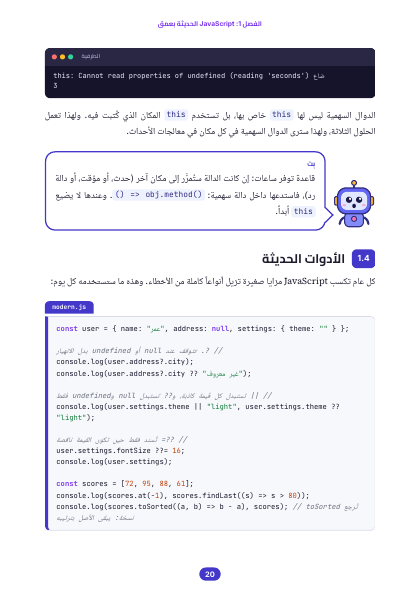 الفصل 1: JavaScript الحديثة بعمق
الطرفية
this: Cannot read properties of undefined (reading 'seconds') ضاع
3
الدوال السهمية ليس لها this خاص بها، بل تستخدم this المكان الذي كُتبت فيه. ولهذا تعمل
الحلول الثلاثة، ولهذا سترى الدوال السهمية في كل مكان في معالجات الأحداث.
بِت
قاعدة توفر ساعات: إن كانت الدالة ستُمرَّر إلى مكان آخر (حدث، أو مؤقت، أو دالة
رد)، فاستدعها داخل دالة سهمية: () => obj.method(). وعندها لا يضيع
this أبداً.
1.4 الأدوات الحديثة
كل عام تكتسب JavaScript مزايا صغيرة تزيل أنواعاً كاملة من الأخطاء. وهذه ما ستستخدمه كل يوم:
modern.js
const user = { name: "عمر", address: null, settings: { theme: "" } };
// ?. تتوقف عند null أو undefined بدل الانهيار
console.log(user.address?.city);
console.log(user.address?.city ?? "غير معروف");
// || تستبدل كل قيمة كاذبة، و?? تستبدل null وundefined فقط
console.log(user.settings.theme || "light", user.settings.theme ??
"light");
// ??= تُسند فقط حين تكون القيمة ناقصة
user.settings.fontSize ??= 16;
console.log(user.settings);
const scores = [72, 95, 88, 61];
console.log(scores.at(-1), scores.findLast((s) => s > 80));
console.log(scores.toSorted((a, b) => b - a), scores); // toSorted تُرجع
نسخة؛ يبقى الأصل بترتيبه
20